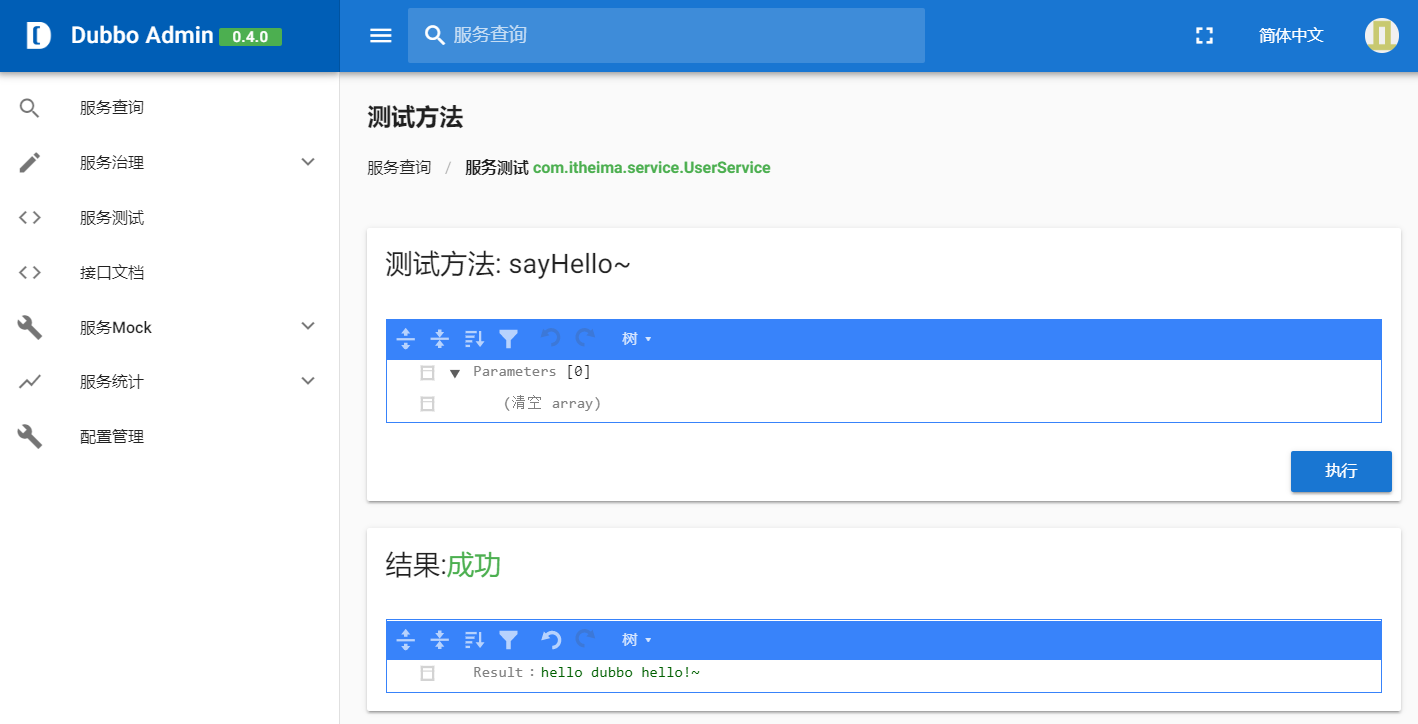 Dubbo Admin 0.4.0
服务查询
简体中文
服务查询
服务治理
服务测试
接口文档
服务Mock
服务统计
配置管理
测试方法
服务查询 / 服务测试 com.itheima.service.UserService
测试方法: sayHello~
树
Parameters [0]
(清空 array)
执行
结果:成功
树
Result : hello dubbo hello!~